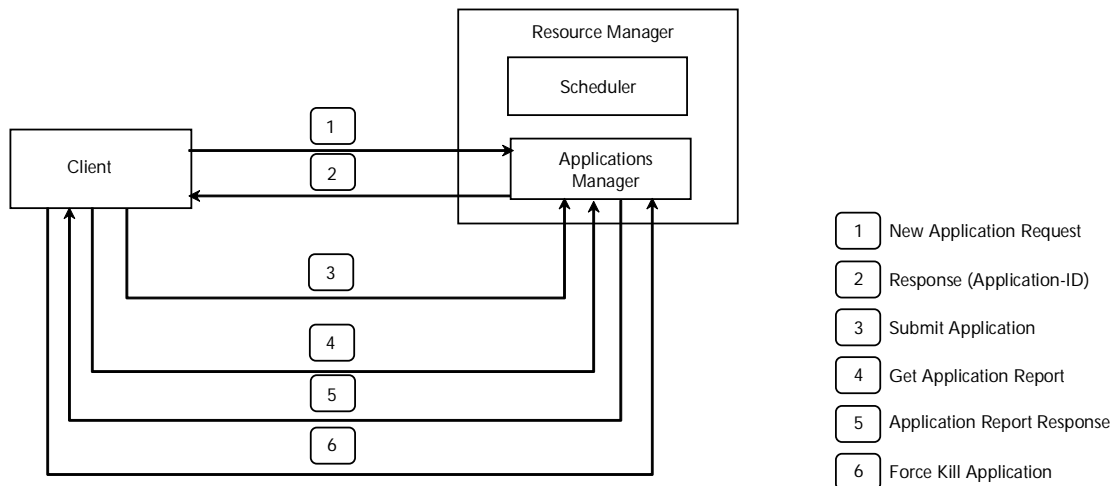 Resource Manager
Scheduler
Client
Applications
Manager
1
2
3
4
5
6
1 New Application Request
2 Response (Application-ID)
3 Submit Application
4 Get Application Report
5 Application Report Response
6 Force Kill Application